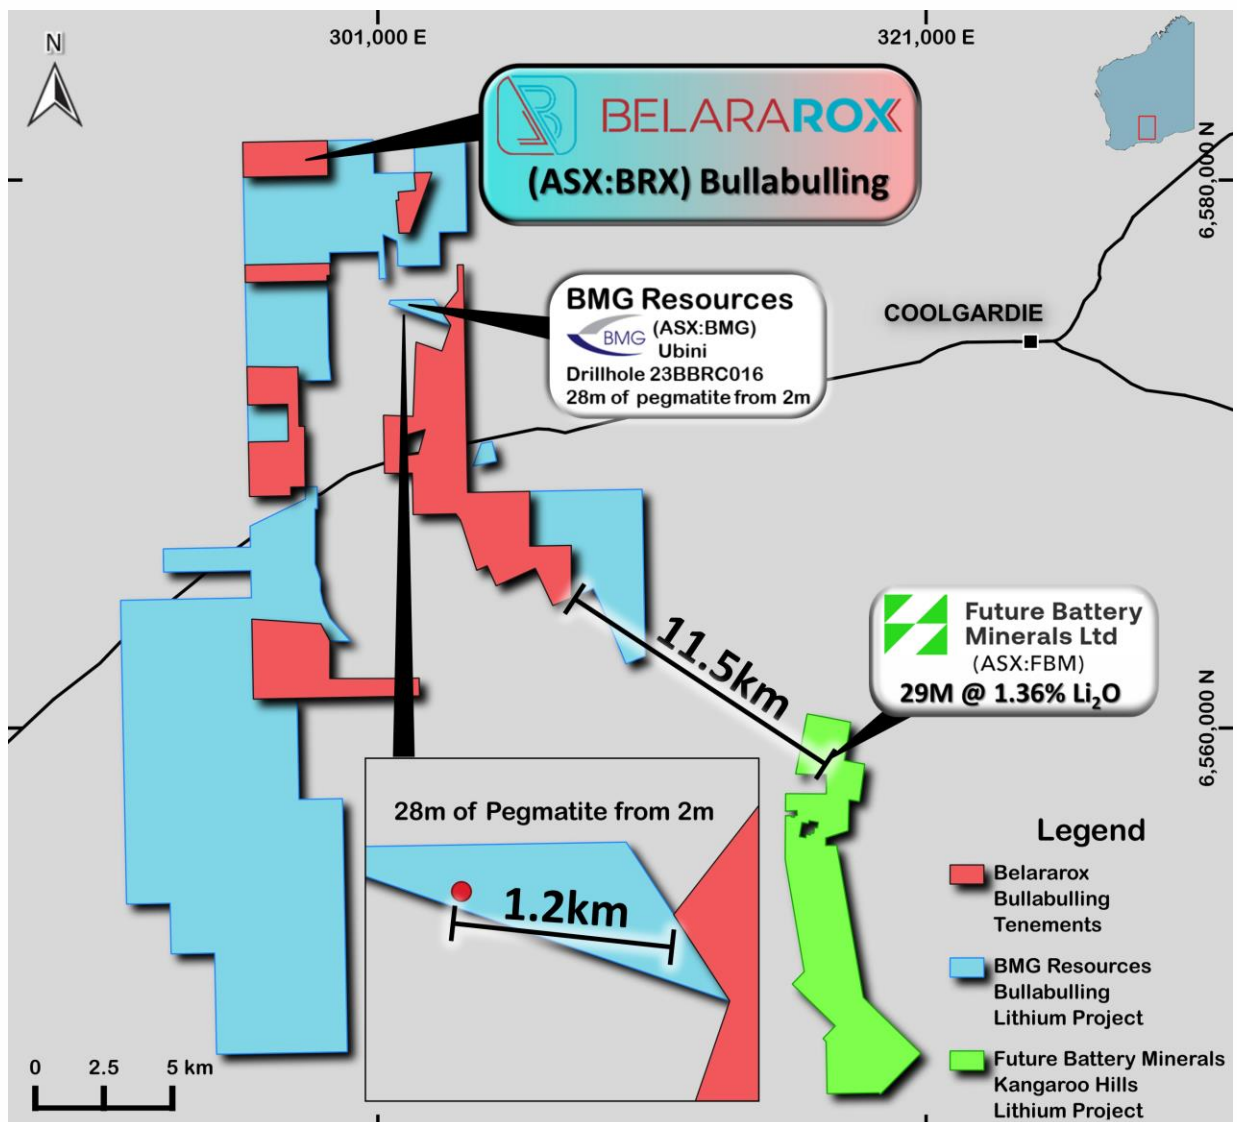 301,000 E
321,000 E
N
BELARAROX
(ASX:BRX) Bullabulling
6,580,000 N
BMG Resources
BMG
(ASX:BMG)
Ubini
Drillhole 23BBRC016
28m of pegmatite from 2m
COOLGARDIE
11.5km
Future Battery
Minerals Ltd
(ASX:FBM)
29M @ 1.36% Li₂O
6,560,000 N
28m of Pegmatite from 2m
1.2km
Legend
Belararox
Bullabulling
Tenements
BMG Resources
Bullabulling
Lithium Project
Future Battery Minerals
Kangaroo Hills
Lithium Project
0 2.5 5 km